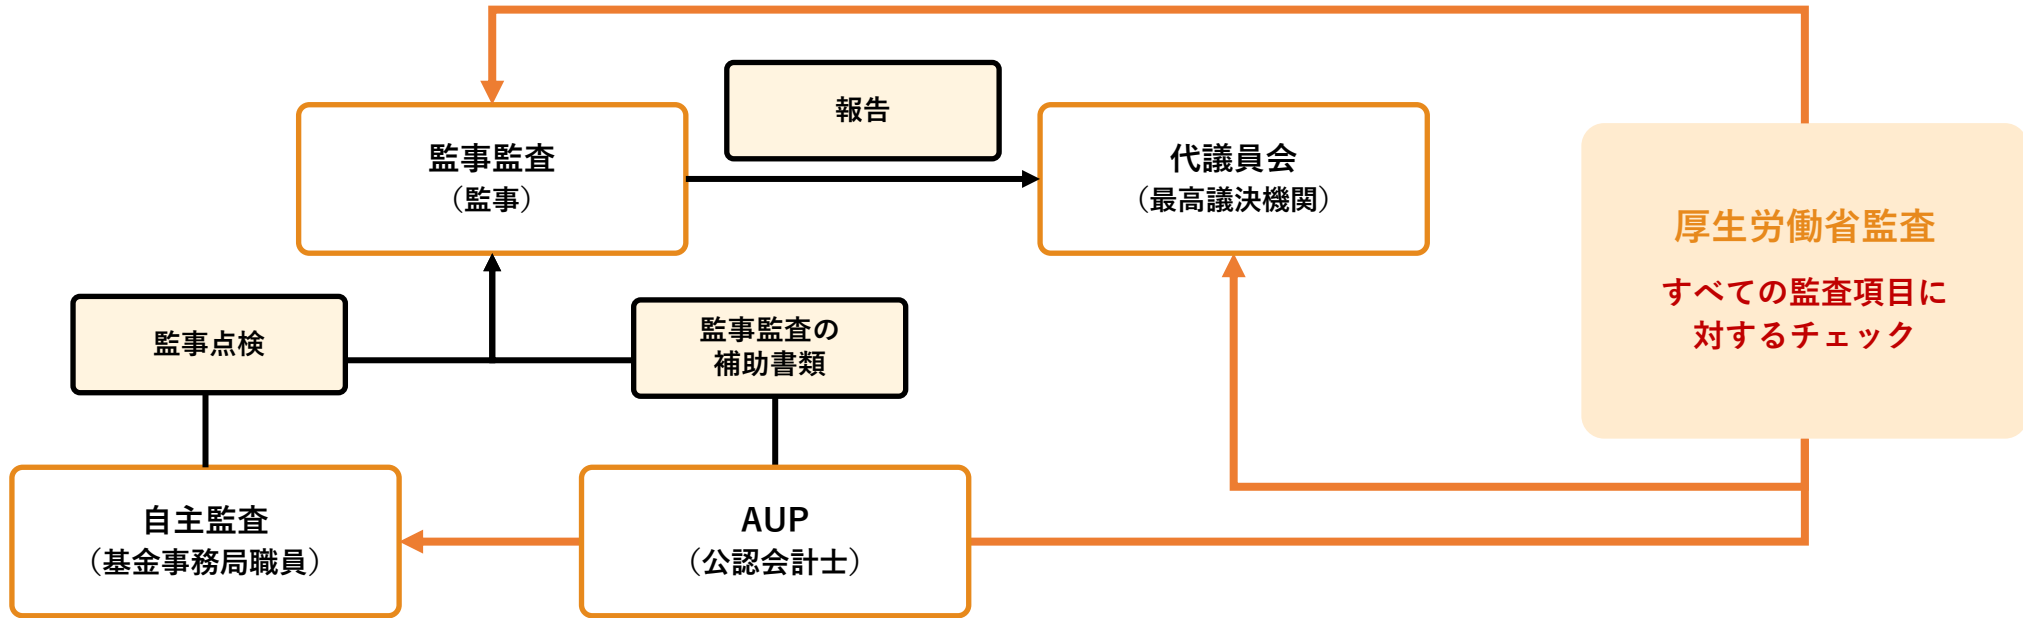 報告
監事監査
（監事）
代議員会
（最高議決機関）
厚生労働省監査
すべての監査項目に
対するチェック
監事点検
監事監査の
補助書類
自主監査
（基金事務局職員）
AUP
（公認会計士）